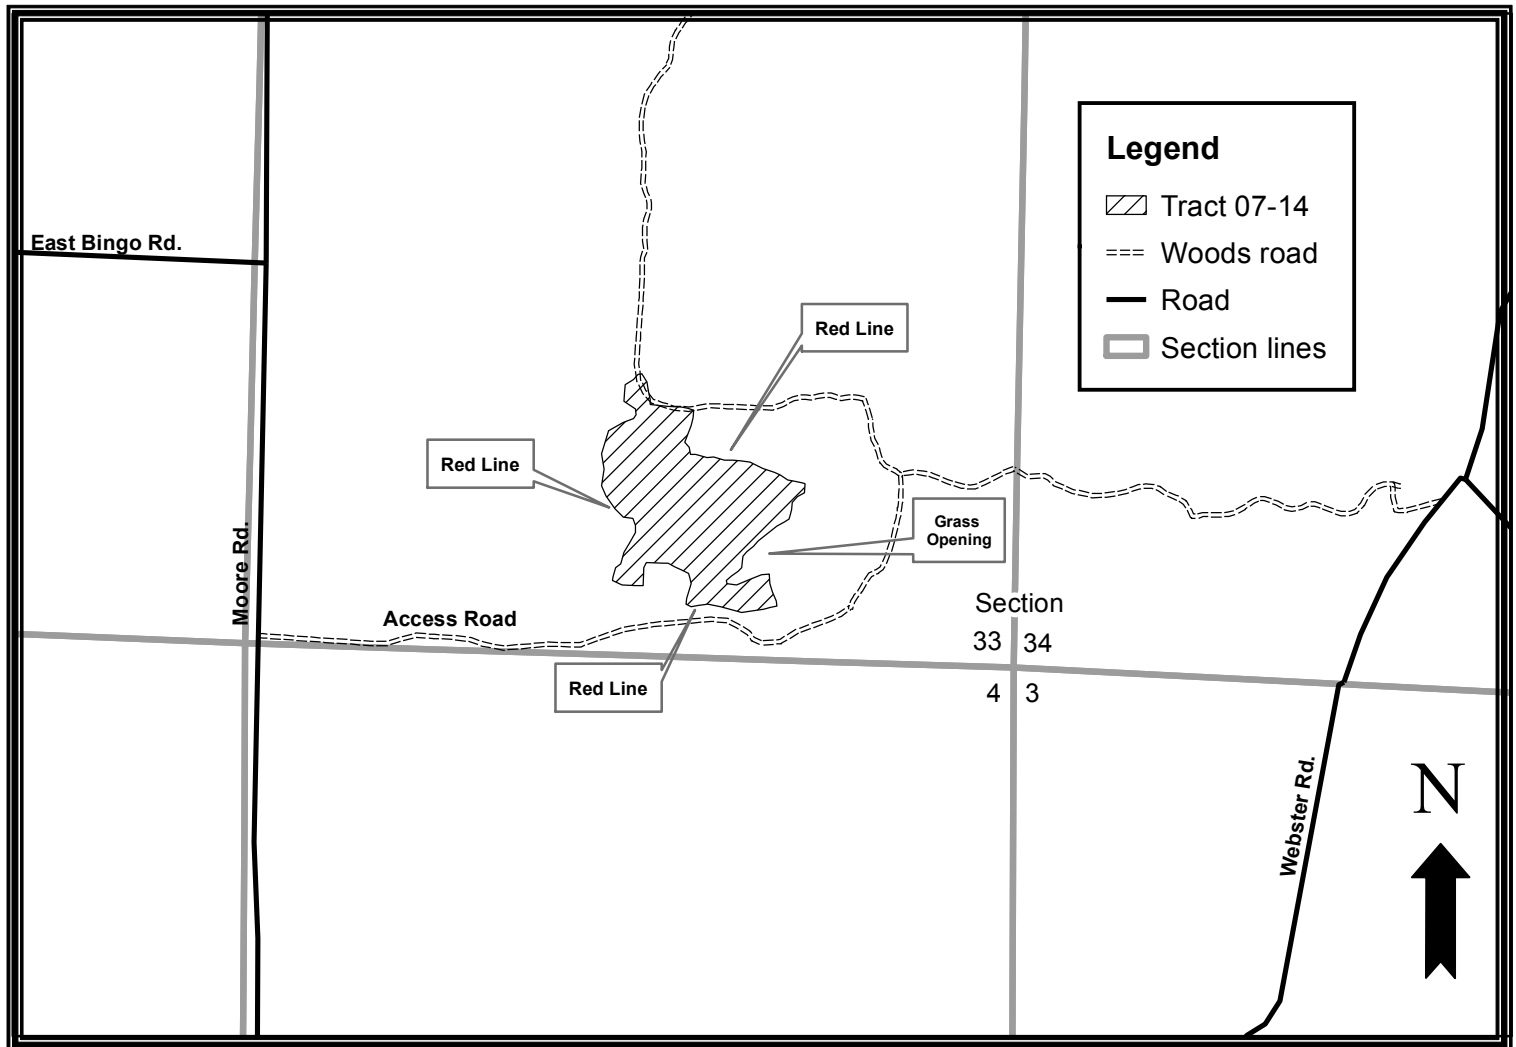 Legend
Tract 07-14
Woods road
Road
Section lines
East Bingo Rd.
Red Line
Red Line
Grass
Opening
Moore Rd.
Access Road
Section
33 34
4 3
Red Line
Webster Rd.
N